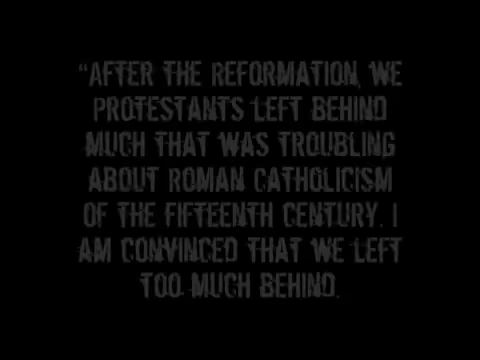 “AFTER THE REFORMATION, WE
PROTESTANTS LEFT BEHIND
MUCH THAT WAS TROUBLING
ABOUT ROMAN CATHOLICISM
OF THE FIFTEENTH CENTURY. I
AM CONVINCED THAT WE LEFT
TOO MUCH BEHIND.